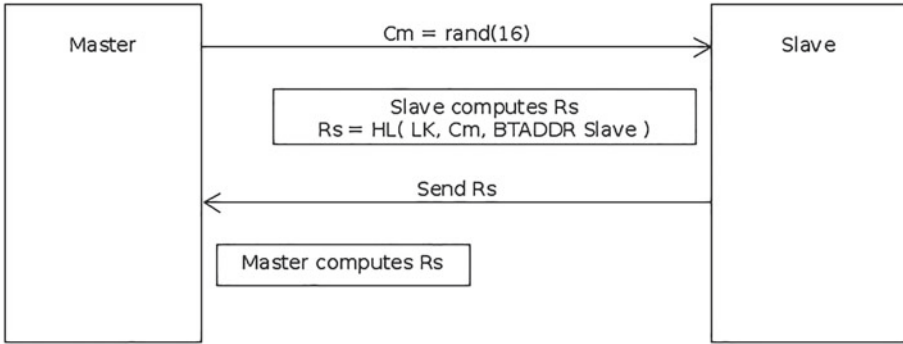 Master
Cm = rand(16)
Slave
Slave computes Rs
Rs = HL( LK, Cm, BTADDR Slave )
Send Rs
Master computes Rs